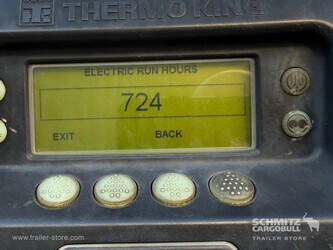 THERMO KING
ELECTRIC RUN HOURS
724
EXIT BACK
SCHMITZ
CARGOBULL
TRAILER STORE
www.trailer-store.com